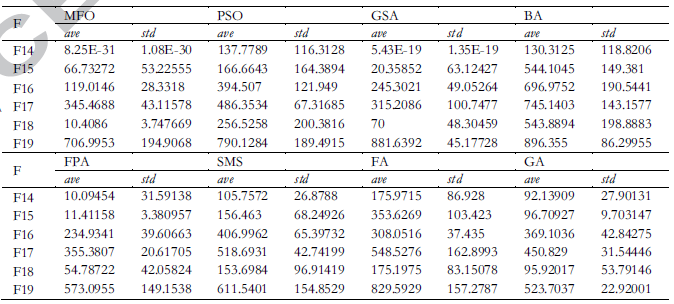 F MFO PSO GSA BA
ave std ave std ave std ave std
F14 8.25E-31 1.08E-30 137.7789 116.3128 5.43E-19 1.35E-19 130.3125 118.8206
F15 66.73272 53.22555 166.6643 164.3894 20.35852 63.12427 544.1045 149.381
F16 119.0146 28.3318 394.507 121.949 245.3021 49.05264 696.9752 190.5441
F17 345.4688 43.11578 486.3534 67.31685 315.2086 100.7477 745.1403 143.1577
F18 10.4086 3.747669 256.5258 200.3816 70 48.30459 543.8894 198.8883
F19 706.9953 194.9068 790.1284 189.4915 881.6392 45.17728 896.355 86.29955
F FPA SMS FA GA
ave std ave std ave std ave std
F14 10.09454 31.59138 105.7572 26.8788 175.9715 86.928 92.13909 27.90131
F15 11.41158 3.380957 156.463 68.24926 353.6269 103.423 96.70927 9.703147
F16 234.9341 39.60663 406.9962 65.39732 308.0516 37.435 369.1036 42.84275
F17 355.3807 20.61705 518.6931 42.74199 548.5276 162.8993 450.829 31.54446
F18 54.78722 42.05824 153.6984 96.91419 175.1975 83.15078 95.92017 53.79146
F19 573.0955 149.1538 611.5401 154.8529 829.5929 157.2787 523.7037 22.92001